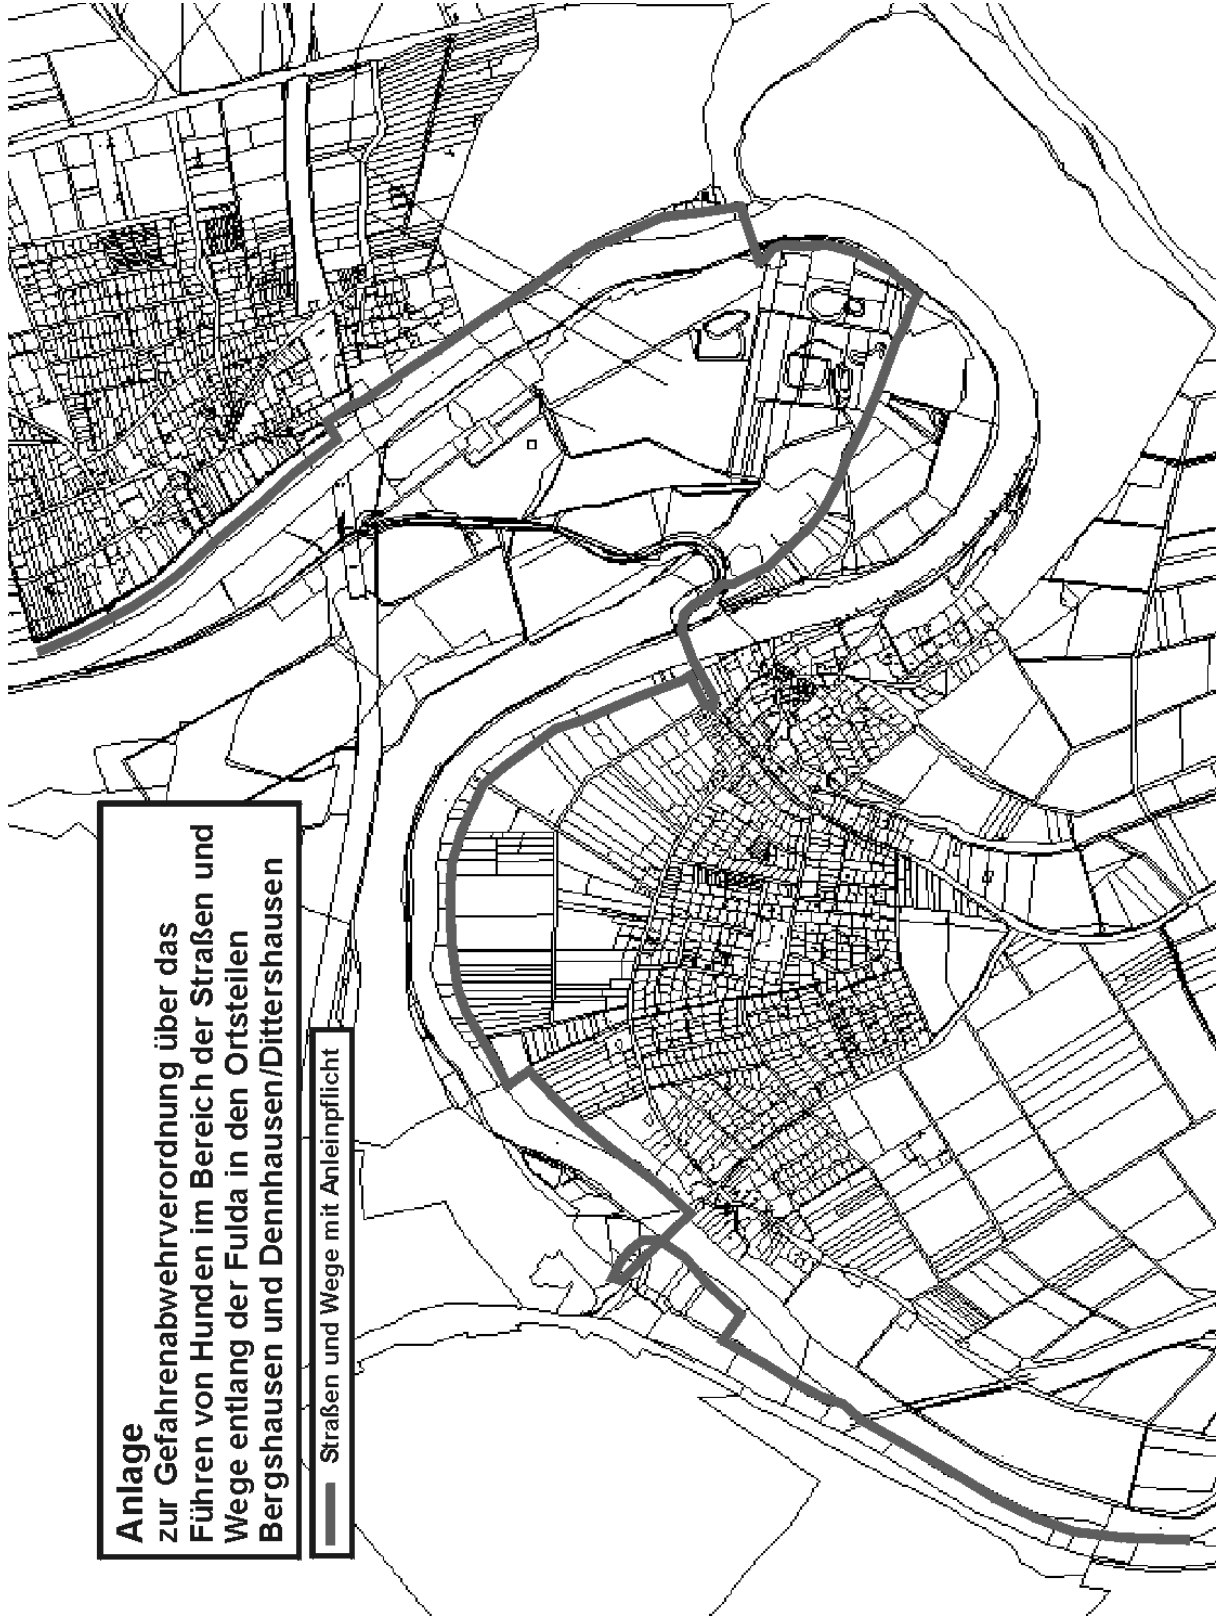 Anlage
zur Gefahrenabwehrverordnung über das
Führen von Hunden im Bereich der Straßen und
Wege entlang der Fulda in den Ortsteilen
Bergshausen und Dennhausen/Dittershausen
Straßen und Wege mit Anleinpflicht